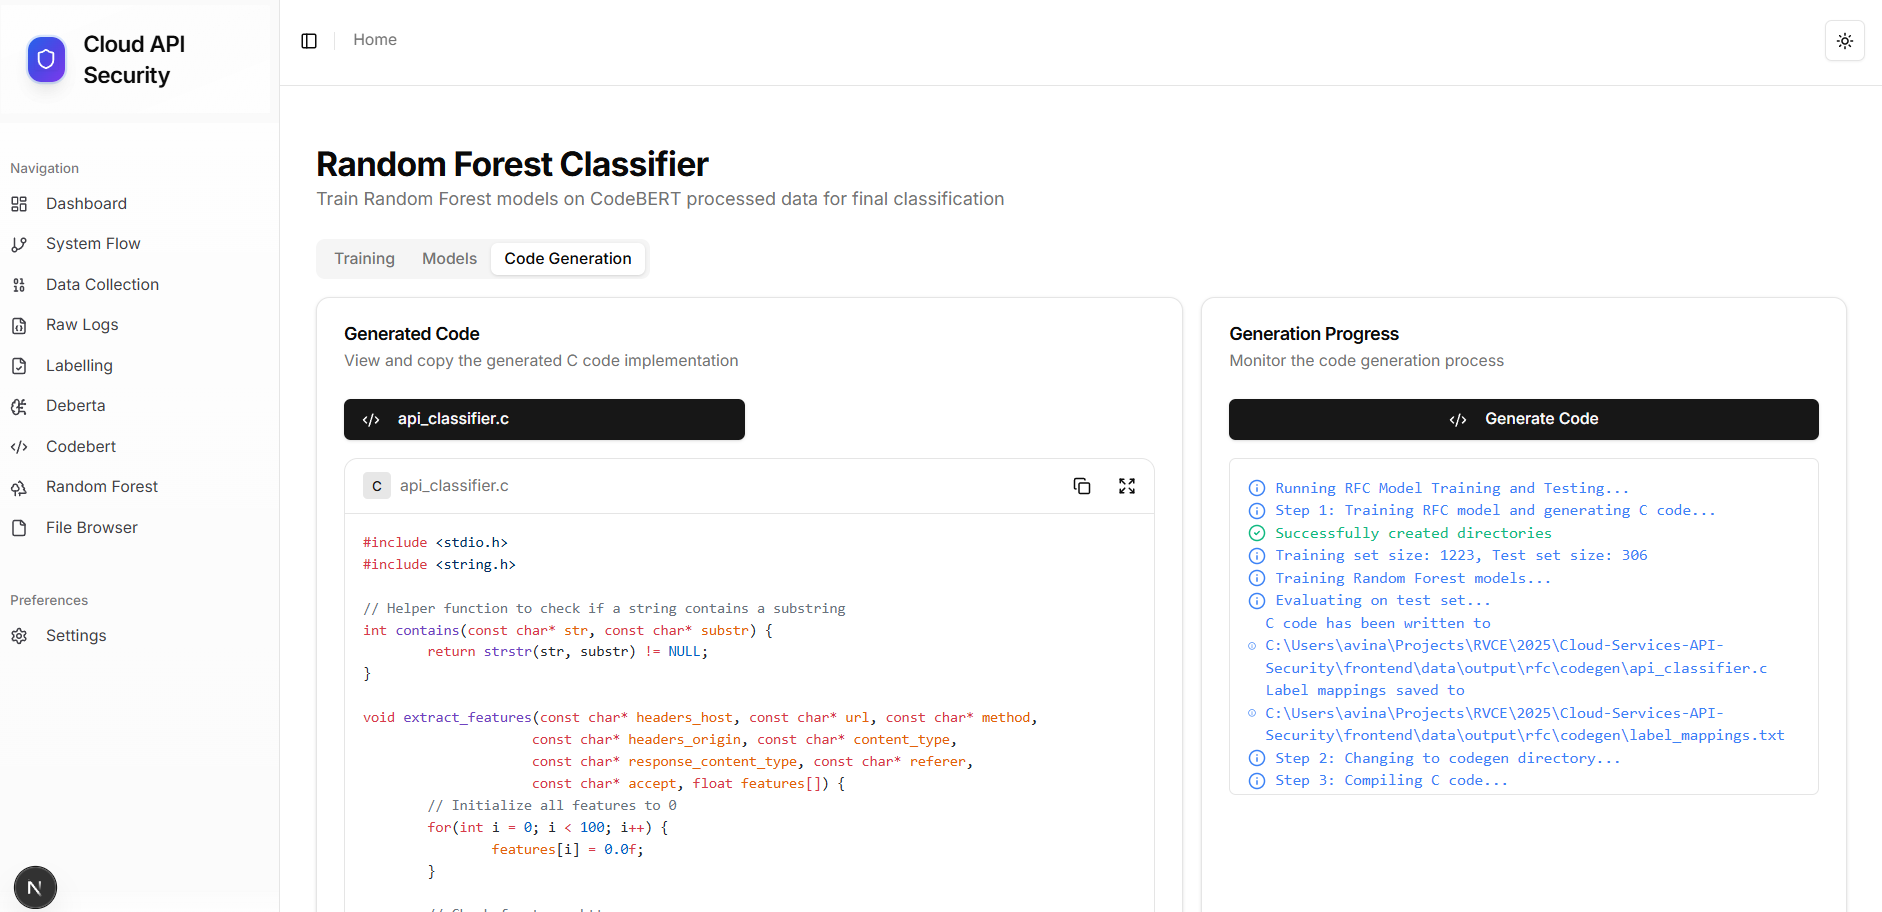 Cloud API
Security
Navigation
Dashboard
System Flow
Data Collection
Raw Logs
Labelling
Deberta
Codebert
Random Forest
File Browser
Preferences
Settings
N
Home
Random Forest Classifier
Train Random Forest models on CodeBERT processed data for final classification
Training
Models
Code Generation
Generated Code
View and copy the generated C code implementation
</> api_classifier.c
C api_classifier.c
#include <stdio.h>
#include <string.h>
// Helper function to check if a string contains a substring
int contains(const char* str, const char* substr) {
return strstr(str, substr) != NULL;
}
void extract_features(const char* headers_host, const char* url, const char* method,
const char* headers_origin, const char* content_type,
const char* response_content_type, const char* referer,
const char* accept, float features[]) {
// Initialize all features to 0
for(int i = 0; i < 100; i++) {
features[i] = 0.0f;
}
Generation Progress
Monitor the code generation process
</> Generate Code
Running RFC Model Training and Testing...
Step 1: Training RFC model and generating C code...
Successfully created directories
Training set size: 1223, Test set size: 306
Training Random Forest models...
Evaluating on test set...
C code has been written to
C:\Users\avina\Projects\RVCE\2025\Cloud-Services-API-
Security\frontend\data\output\rfc\codegen\api_classifier.c
Label mappings saved to
C:\Users\avina\Projects\RVCE\2025\Cloud-Services-API-
Security\frontend\data\output\rfc\codegen\label_mappings.txt
Step 2: Changing to codegen directory...
Step 3: Compiling C code...